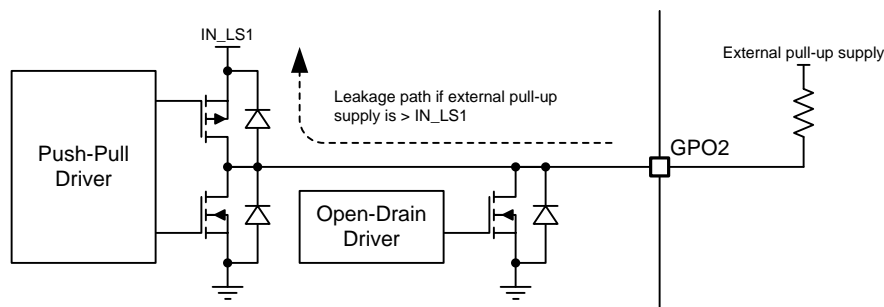 IN_LS1
External pull-up supply
Leakage path if external pull-up
supply is > IN_LS1
Push-Pull
Driver
GPO2
Open-Drain
Driver